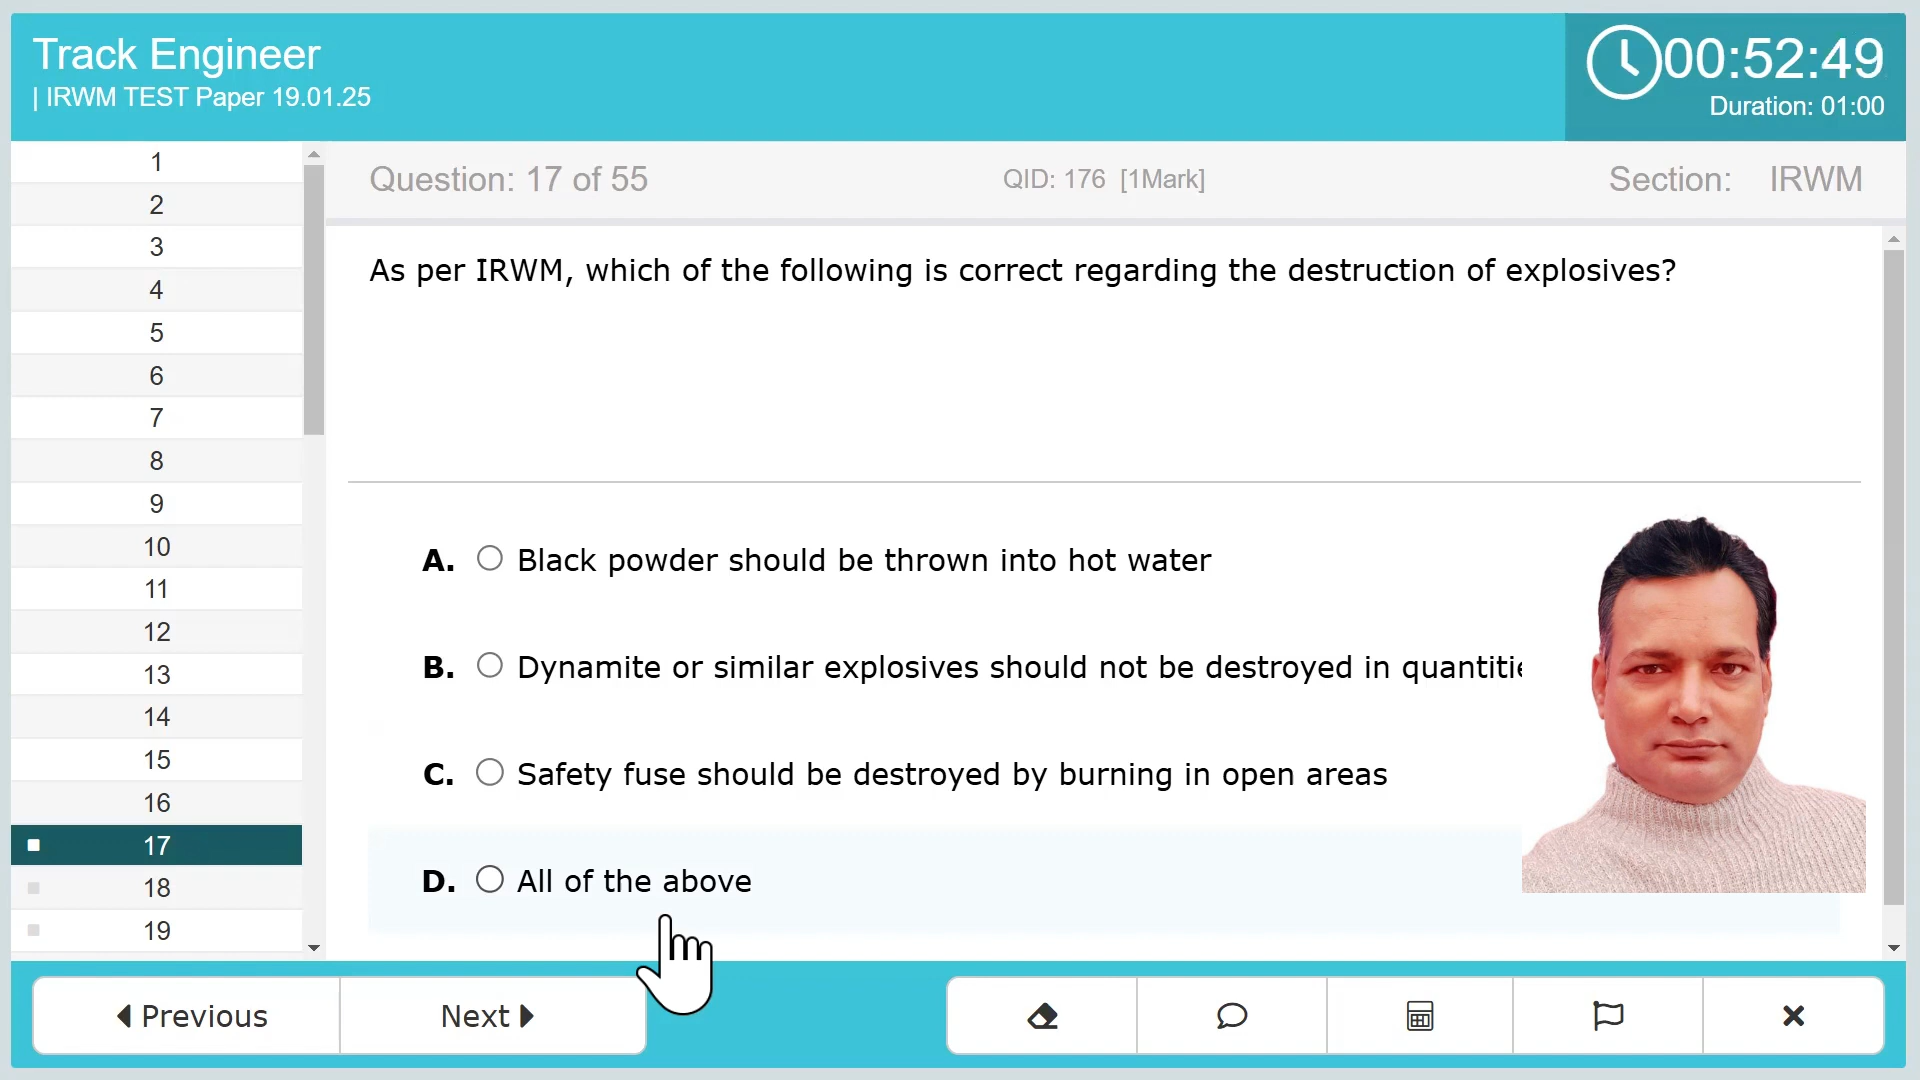 Track Engineer
| IRWM TEST Paper 19.01.25
00:52:49
Duration: 01:00
1
2
3
4
5
6
7
8
9
10
11
12
13
14
15
16
17
18
19
Question: 17 of 55
QID: 176 [1Mark]
Section: IRWM
As per IRWM, which of the following is correct regarding the destruction of explosives?
A. Black powder should be thrown into hot water
B. Dynamite or similar explosives should not be destroyed in
C. Safety fuse should be destroyed by burning in open areas
D. All of the above
Previous
Next